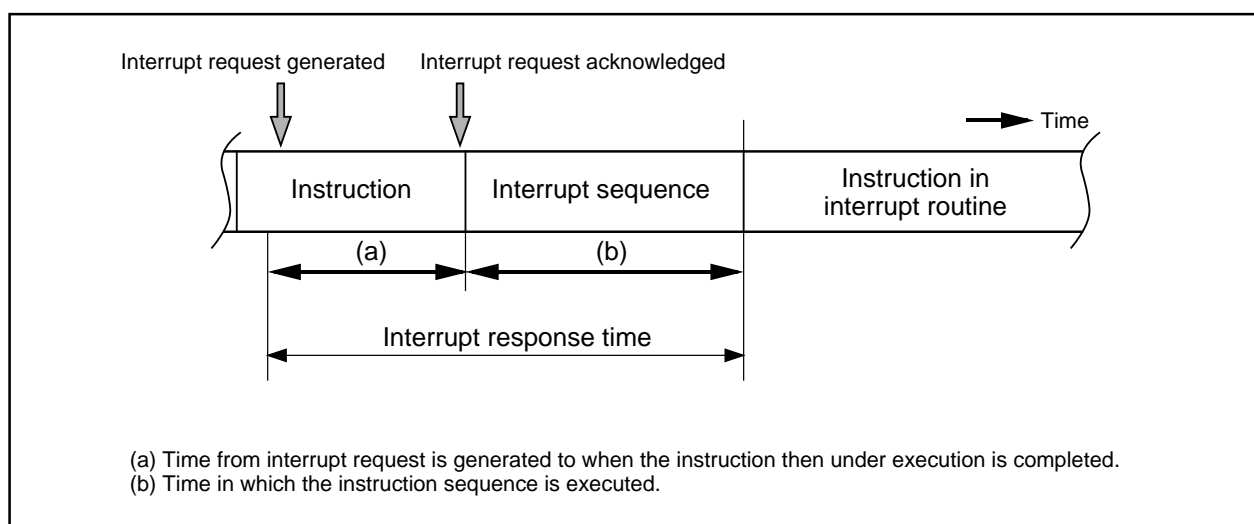 Interrupt request generated
Interrupt request acknowledged
Time
Instruction
Interrupt sequence
Instruction in
interrupt routine
(a)
(b)
Interrupt response time
(a) Time from interrupt request is generated to when the instruction then under execution is completed.
(b) Time in which the instruction sequence is executed.